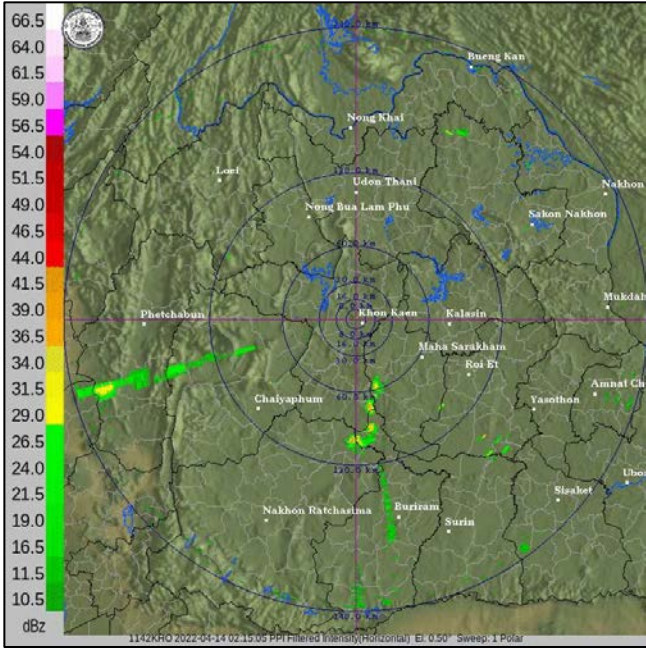 66.5
64.0
61.5
59.0
56.5
54.0
51.5
49.0
46.5
44.0
41.5
39.0
36.5
34.0
31.5
29.0
26.5
24.0
21.5
19.0
16.5
13.0
10.5
dBz
Bueng Kan
Nong Khai
Loei
Udon Thani
Nakhon
Nong Bua Lam Phu
Sakon Nakhon
Mukdah
Phetchabun
Khon Kaen
Kalasin
Maha Sarakham
Roi Et
Amnat Ch
Chaiyaphum
Yasothon
Ubon
Sisaket
Nakhon Ratchasima
Buriram
Surin
1142KHO 2022-04-14 02:15:05 PPI Filtered Intensity(Horizontal) El: 0.50° Sweep: 1 Polar